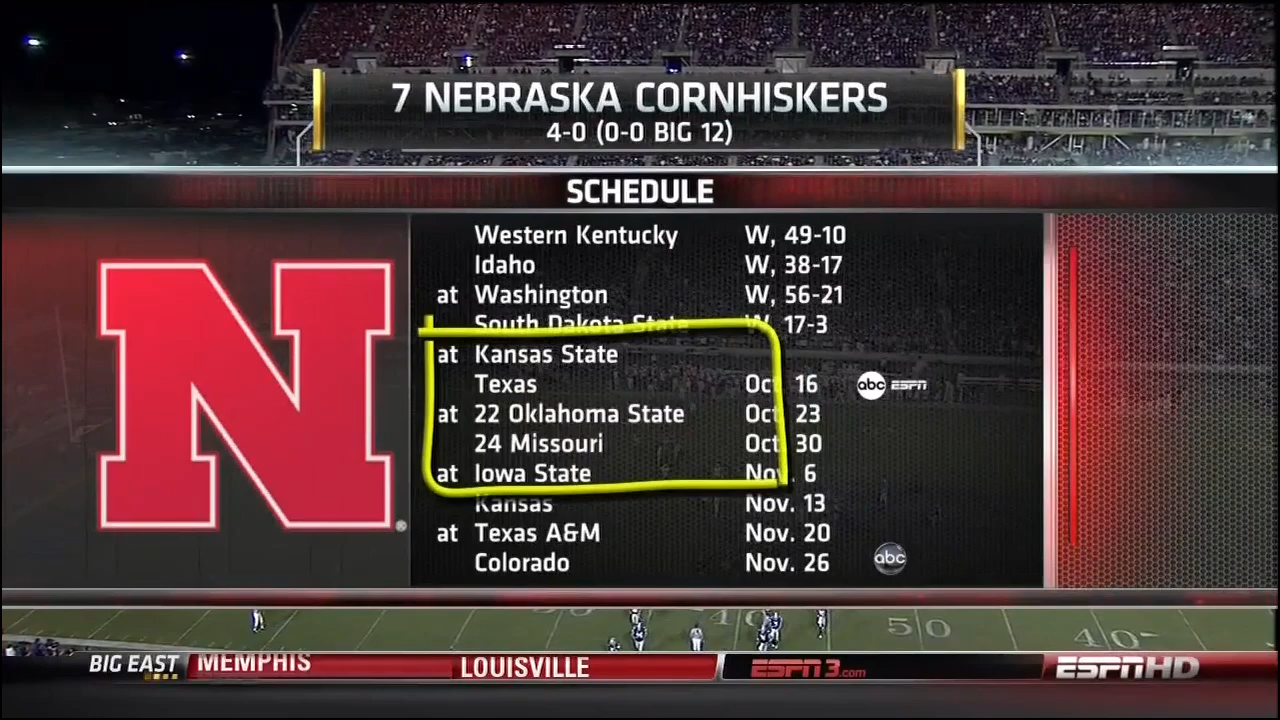 7 NEBRASKA CORNHISKERS
4-0 (0-0 BIG 12)
SCHEDULE
Western Kentucky W, 49-10
Idaho W, 38-17
at Washington W, 56-21
South Dakota State W, 17-3
at Kansas State
Texas Oct. 16 abc ESPN
at 22 Oklahoma State Oct. 23
24 Missouri Oct. 30
at Iowa State Nov. 6
Kansas Nov. 13
at Texas A&M Nov. 20
Colorado Nov. 26 abc
N
50 40
BIG EAST MEMPHIS LOUISVILLE ESPN3.com ESPNHD